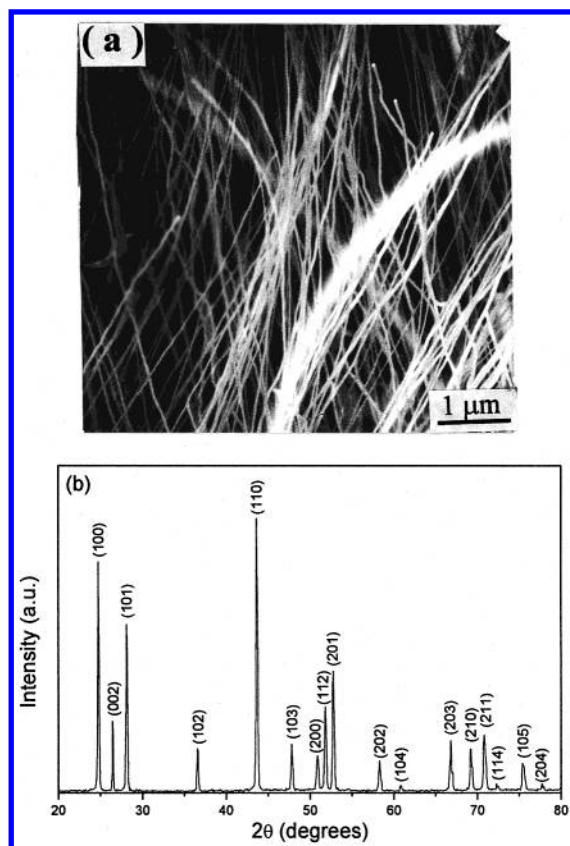 ( a )
1 μm
(b)
(100)
(002)
(101)
(102)
(110)
(103)
(200)
(112)
(201)
(202)
(104)
(203)
(210)
(211)
(114)
(105)
(204)
Intensity (a.u.)
20 30 40 50 60 70 80
2θ (degrees)